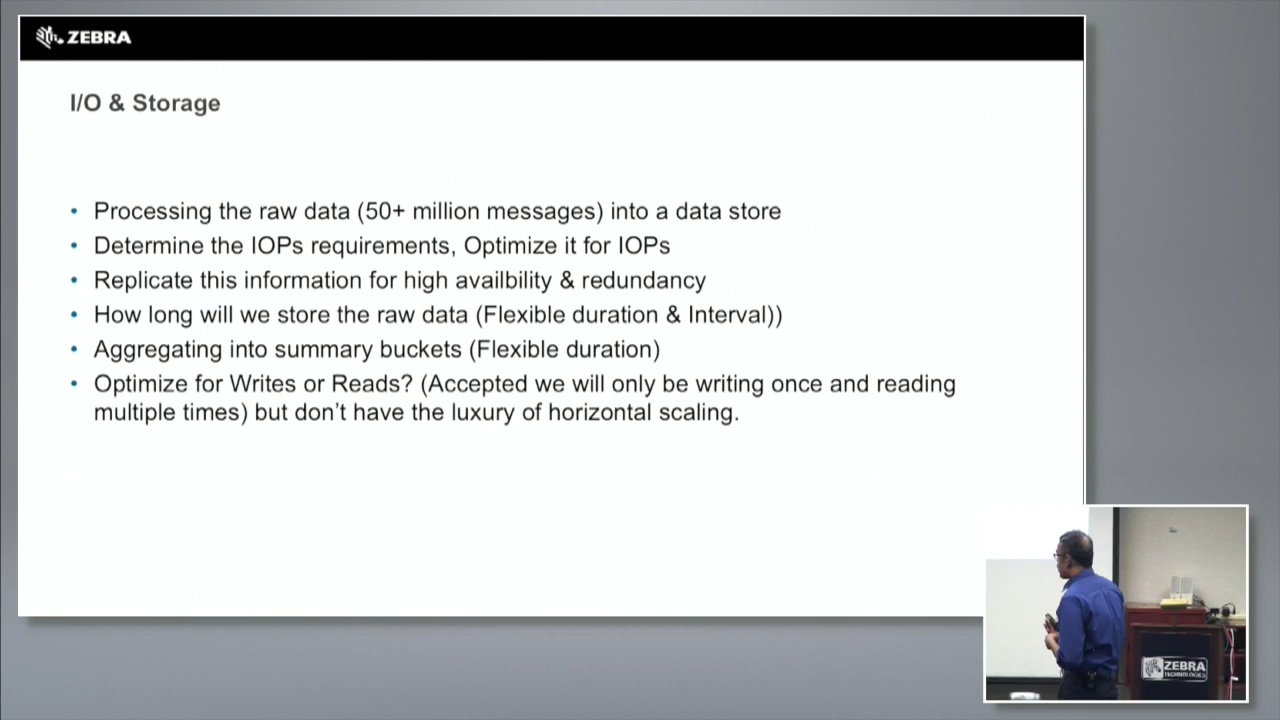 ZEBRA
I/O & Storage
• Processing the raw data (50+ million messages) into a data store
• Determine the IOPs requirements, Optimize it for IOPs
• Replicate this information for high availbility & redundancy
• How long will we store the raw data (Flexible duration & Interval))
• Aggregating into summary buckets (Flexible duration)
• Optimize for Writes or Reads? (Accepted we will only be writing once and reading
multiple times) but don't have the luxury of horizontal scaling.
ZEBRA
TECHNOLOGIES